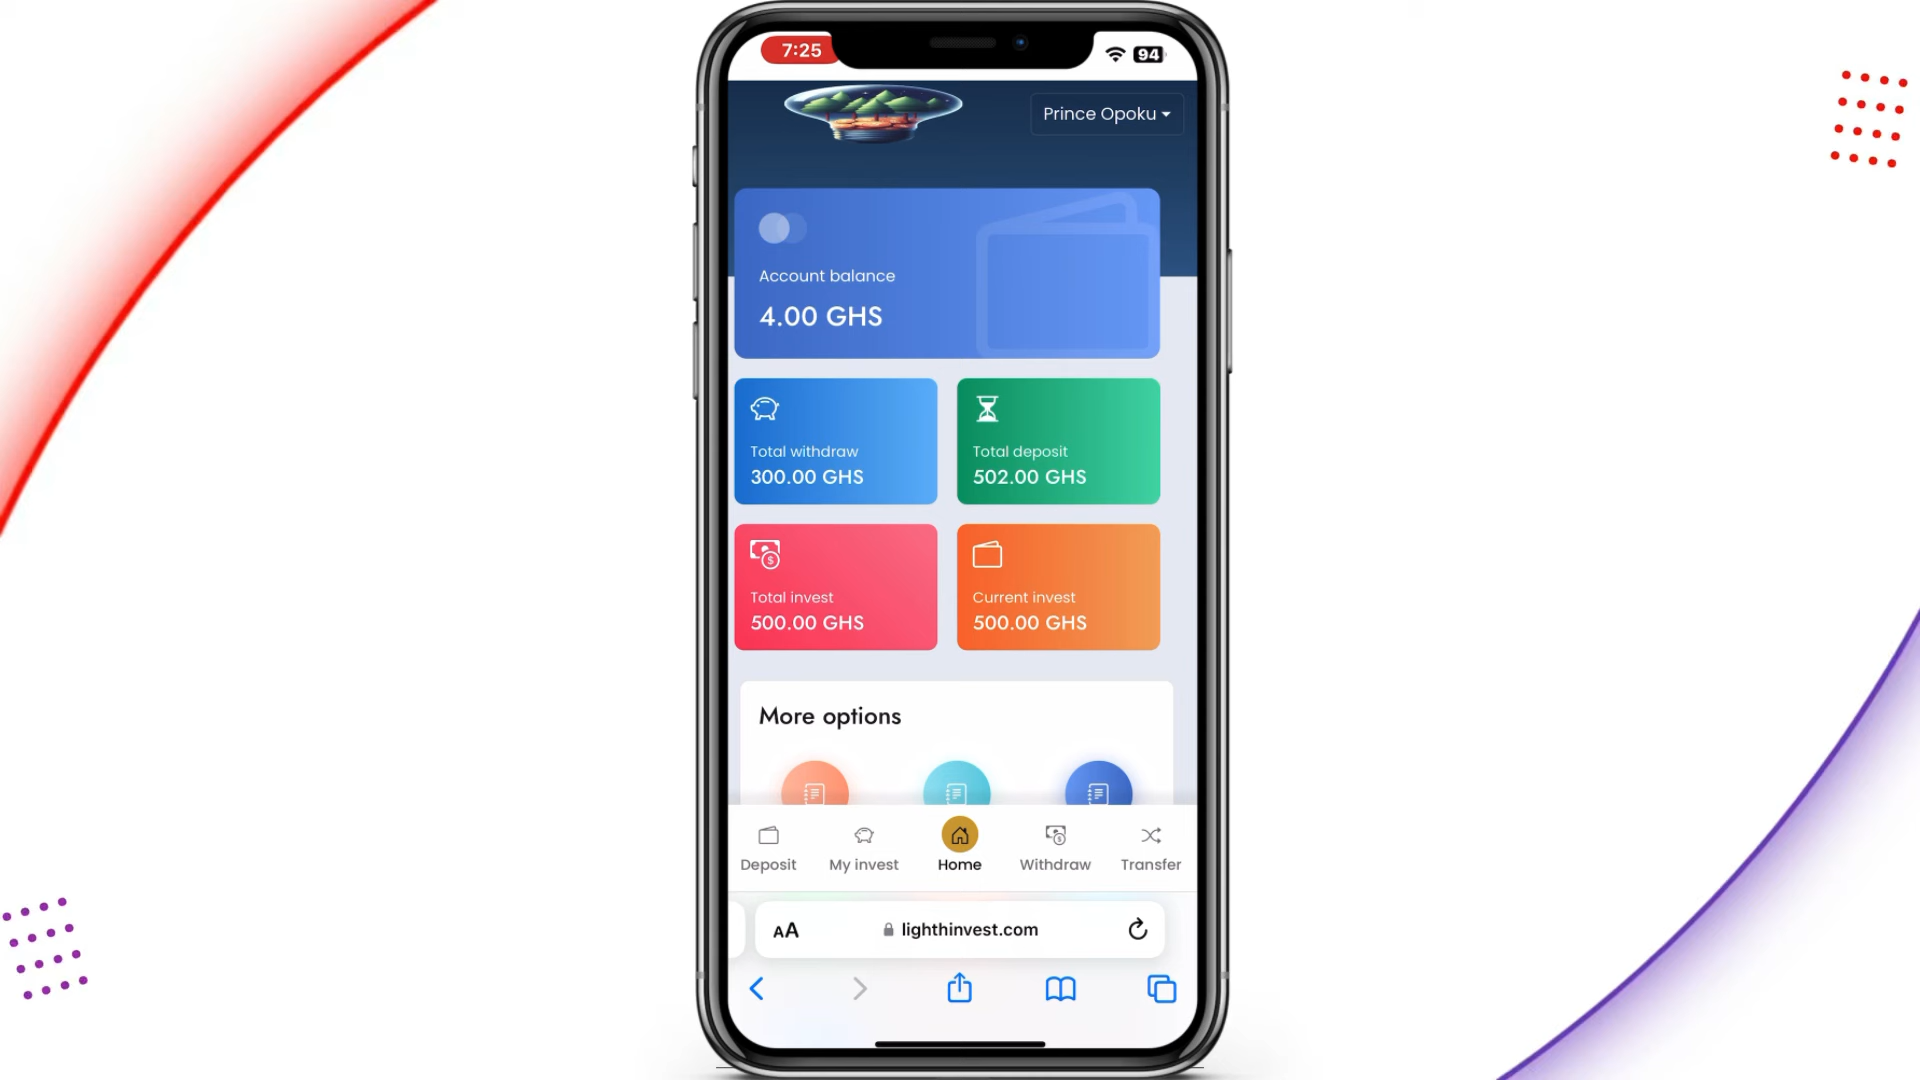 7:25
94
Prince Opoku
Account balance
4.00 GHS
Total withdraw
300.00 GHS
Total deposit
502.00 GHS
Total invest
500.00 GHS
Current invest
500.00 GHS
More options
Deposit
My invest
Home
Withdraw
Transfer
AA
lighthinvest.com